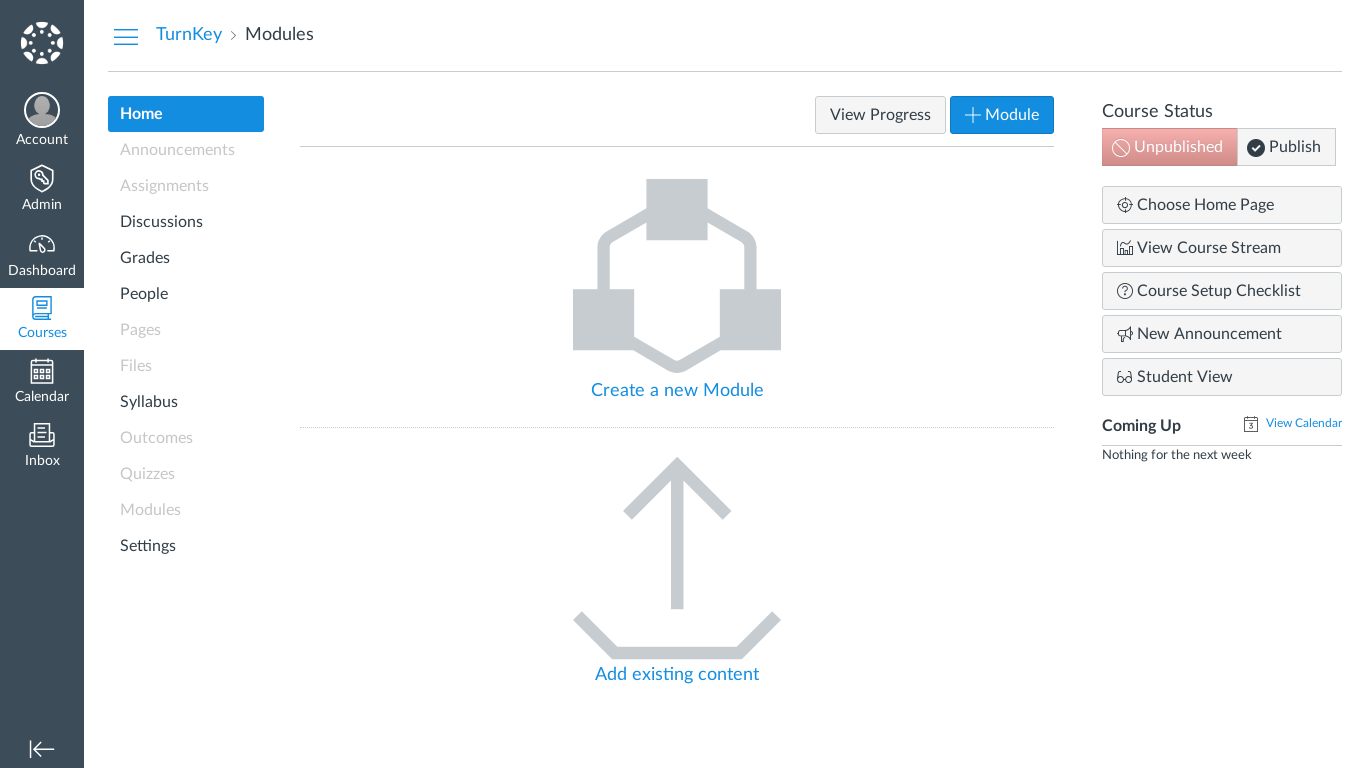 TurnKey > Modules
Account
Admin
Dashboard
Courses
Calendar
Inbox
Home
Announcements
Assignments
Discussions
Grades
People
Pages
Files
Syllabus
Outcomes
Quizzes
Modules
Settings
View Progress
Module
Create a new Module
Add existing content
Course Status
Unpublished
Publish
Choose Home Page
View Course Stream
Course Setup Checklist
New Announcement
Student View
Coming Up
3
View Calendar
Nothing for the next week